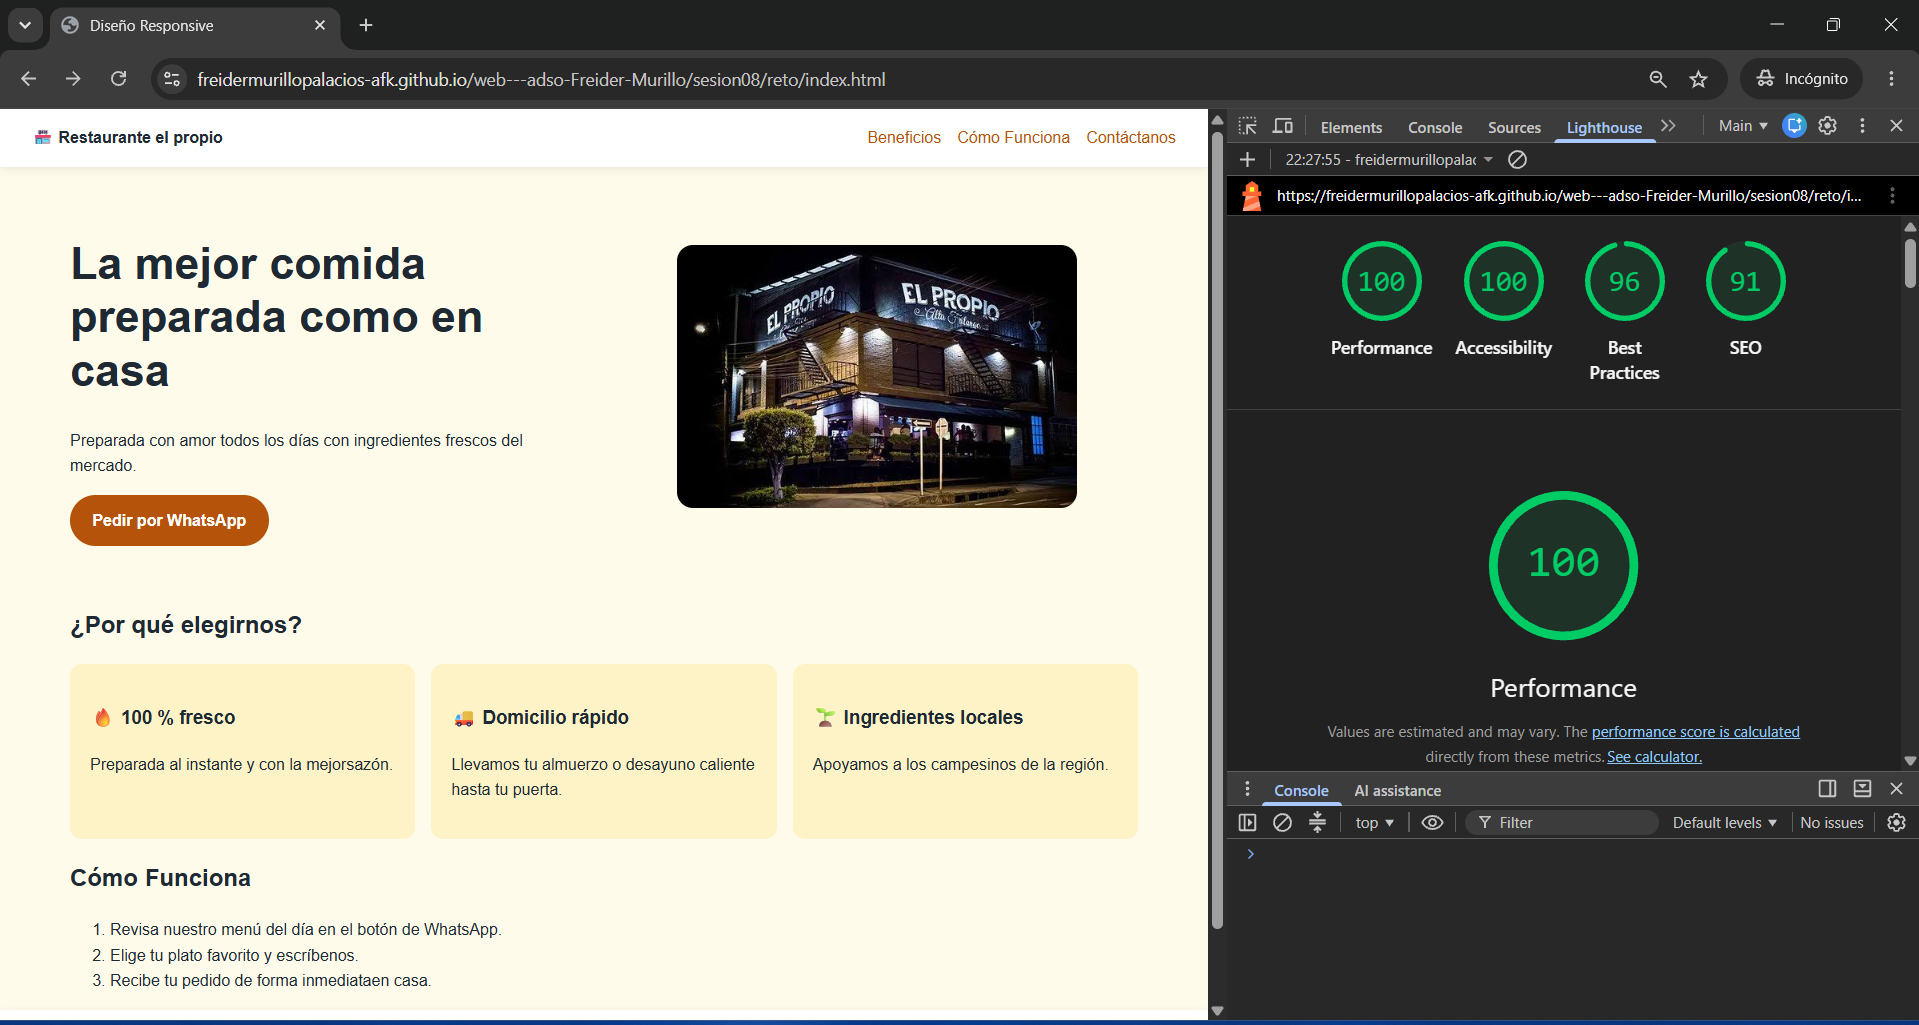 Diseño Responsive
freidermurillopalacios-afk.github.io/web---adso-Freider-Murillo/sesion08/reto/index.html
Incógnito
Restaurante el propio
Beneficios Cómo Funciona Contáctanos
La mejor comida
preparada como en
casa
Preparada con amor todos los días con ingredientes frescos del
mercado.
Pedir por WhatsApp
EL PROPIO
EL PROPIO
¿Por qué elegirnos?
100 % fresco
Preparada al instante y con la mejorsazón.
Domicilio rápido
Llevamos tu almuerzo o desayuno caliente
hasta tu puerta.
Ingredientes locales
Apoyamos a los campesinos de la región.
Cómo Funciona
1. Revisa nuestro menú del día en el botón de WhatsApp.
2. Elige tu plato favorito y escríbenos.
3. Recibe tu pedido de forma inmediataen casa.
Elements Console Sources Lighthouse Main
22:27:55 - freidermurillopalac
https://freidermurillopalacios-afk.github.io/web---adso-Freider-Murillo/sesion08/reto/i...
100
Performance
100
Accessibility
96
Best
Practices
91
SEO
100
Performance
Values are estimated and may vary. The performance score is calculated
directly from these metrics. See calculator.
Console AI assistance
top Filter Default levels No issues